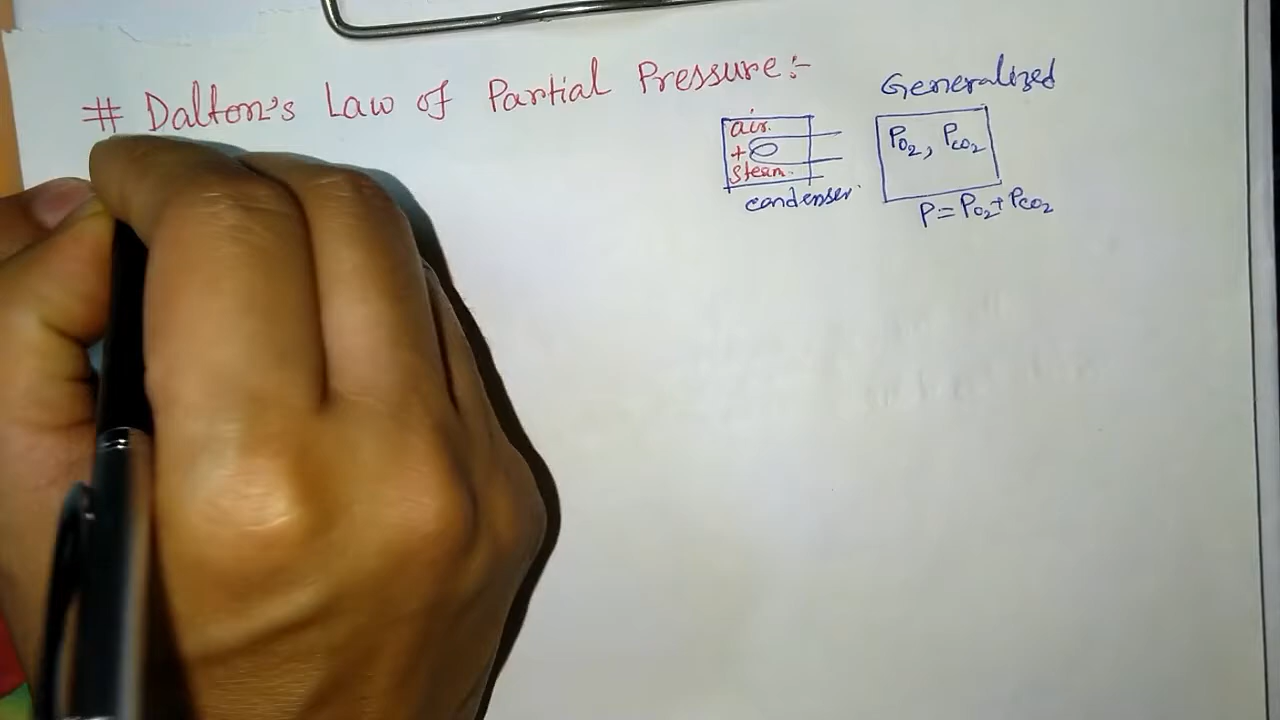 # Dalton's Law of Partial Pressure:-
air
+
steam.
condenser.
Generalized
PO₂, PCO₂
P=PO₂+PCO₂